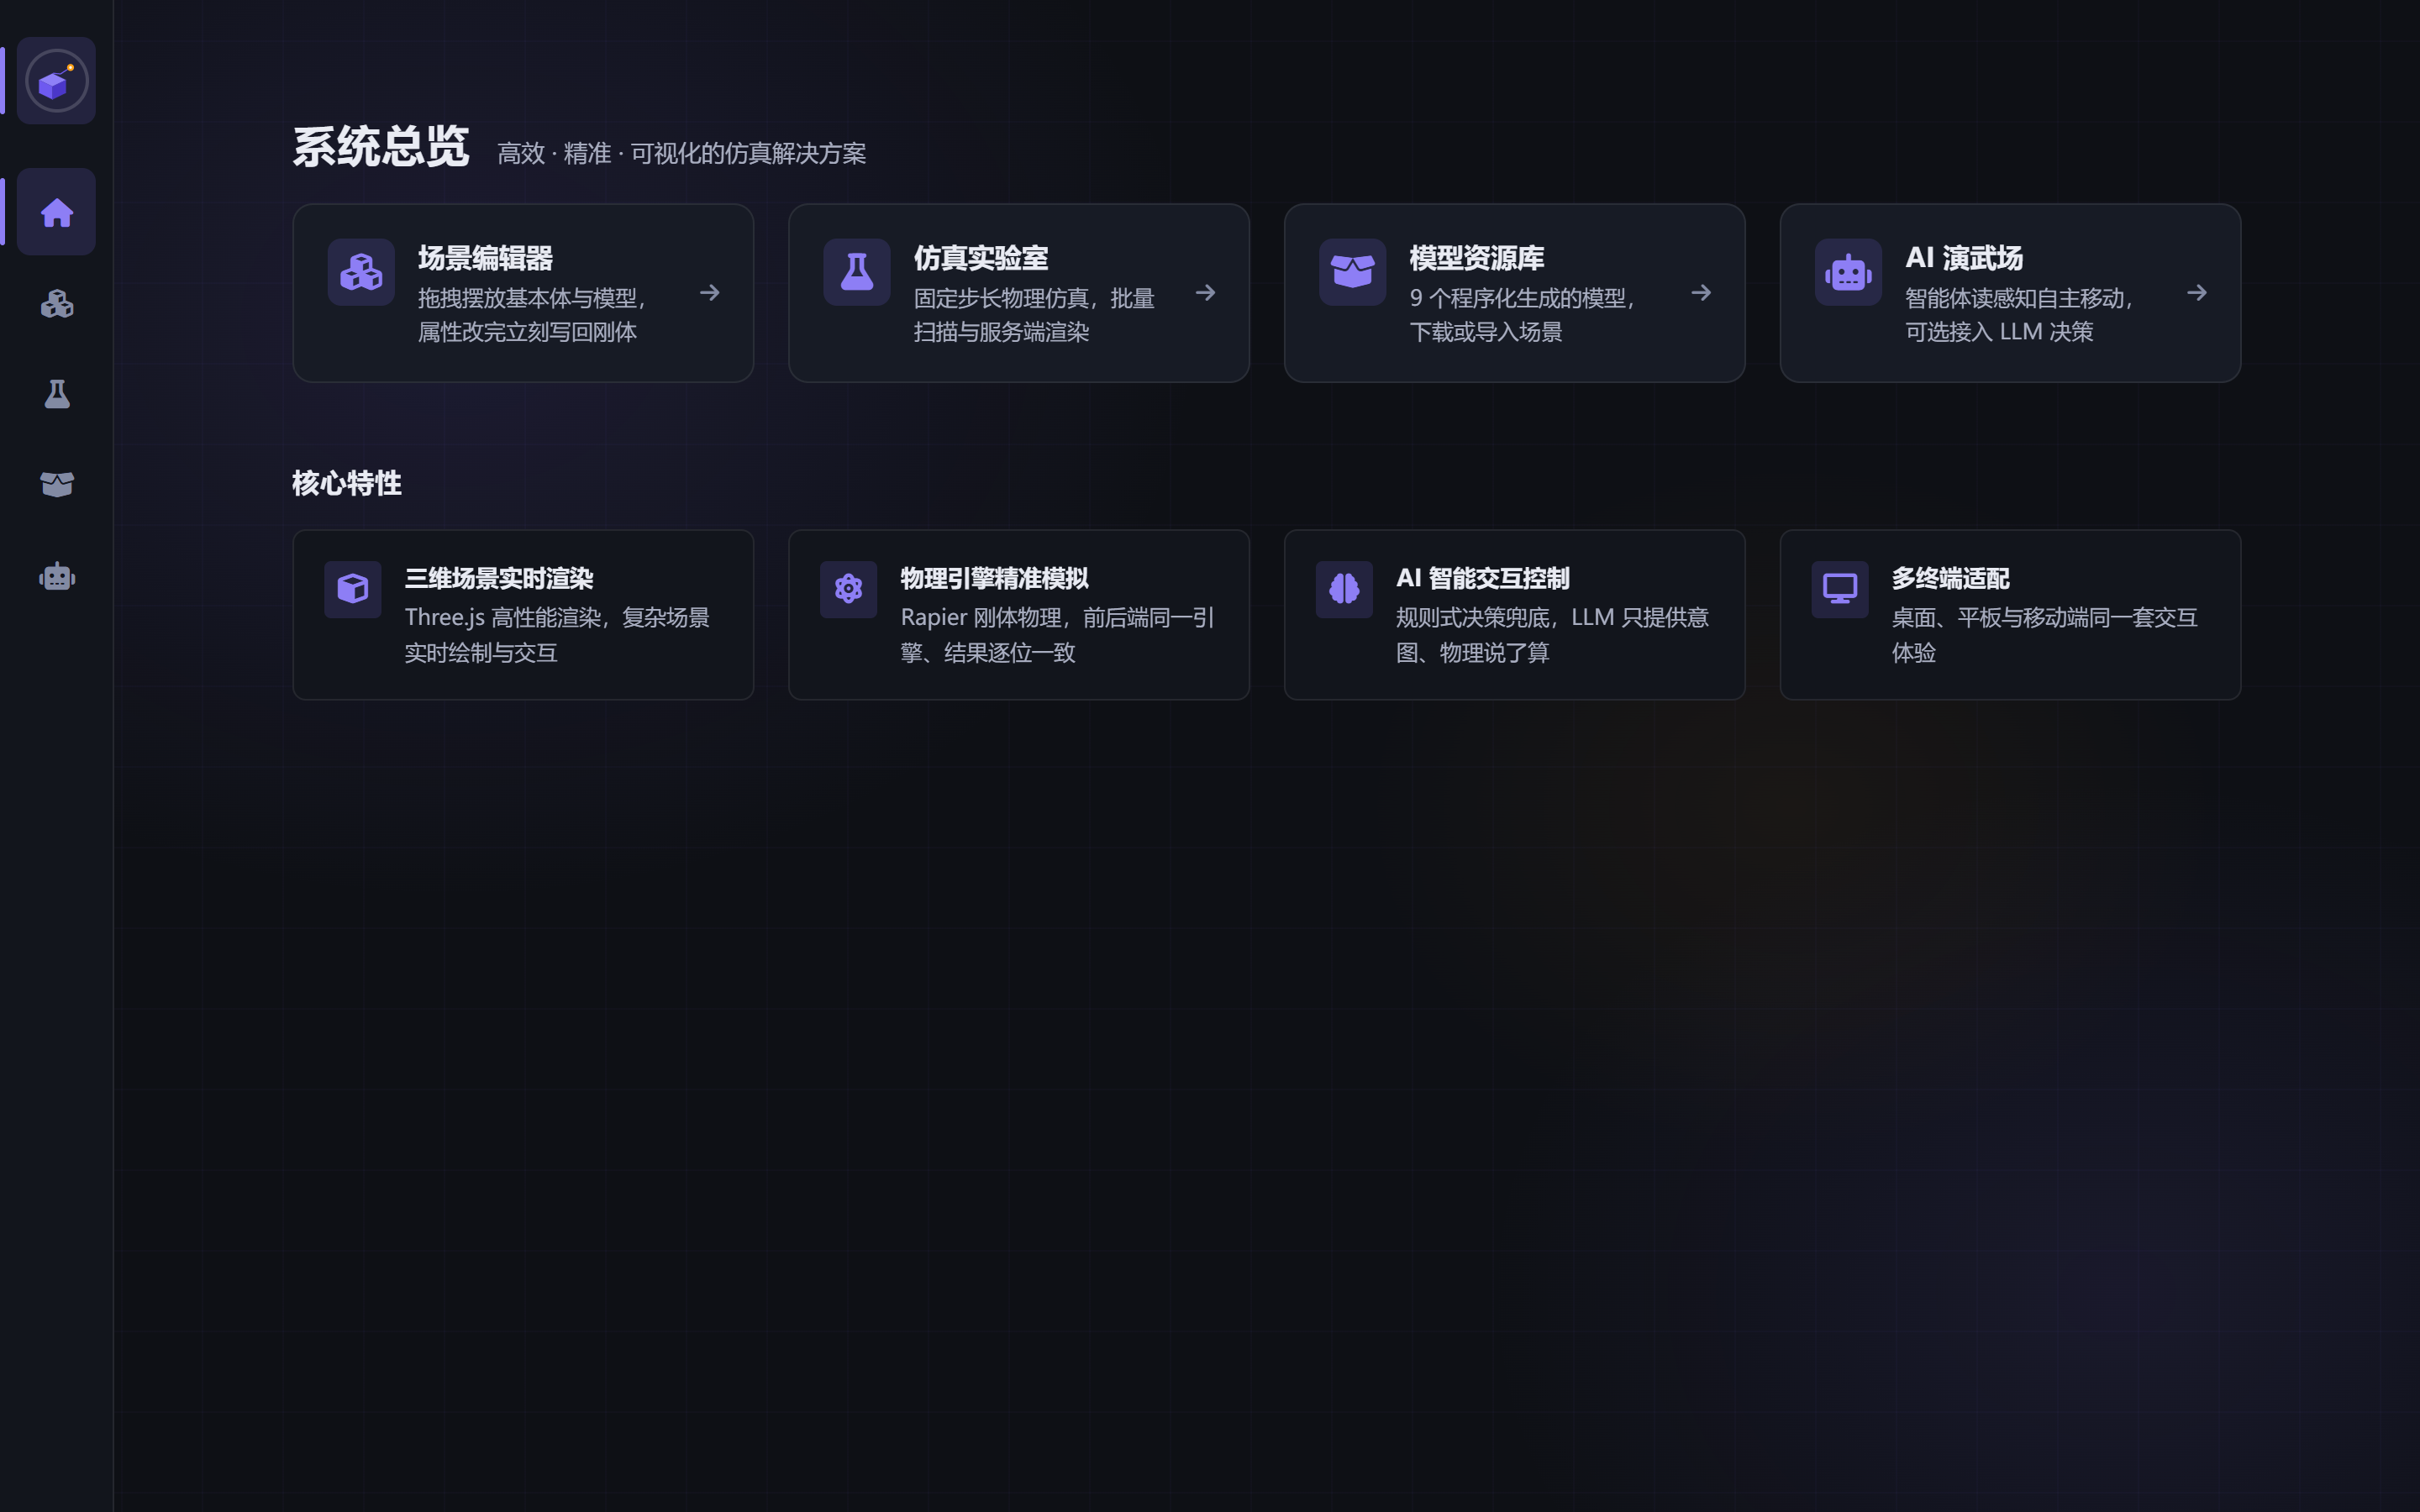 系统总览
高效 · 精准 · 可视化的仿真解决方案
场景编辑器
拖拽摆放基本体与模型，
属性改完立刻写回刚体
仿真实验室
固定步长物理仿真，批量
扫描与服务端渲染
模型资源库
9 个程序化生成的模型，
下载或导入场景
AI 演武场
智能体读感知自主移动，
可选接入 LLM 决策
核心特性
三维场景实时渲染
Three.js 高性能渲染，复杂场景
实时绘制与交互
物理引擎精准模拟
Rapier 刚体物理，前后端同一引
擎、结果逐位一致
AI 智能交互控制
规则式决策兜底，LLM 只提供意
图、物理说了算
多终端适配
桌面、平板与移动端同一套交互
体验